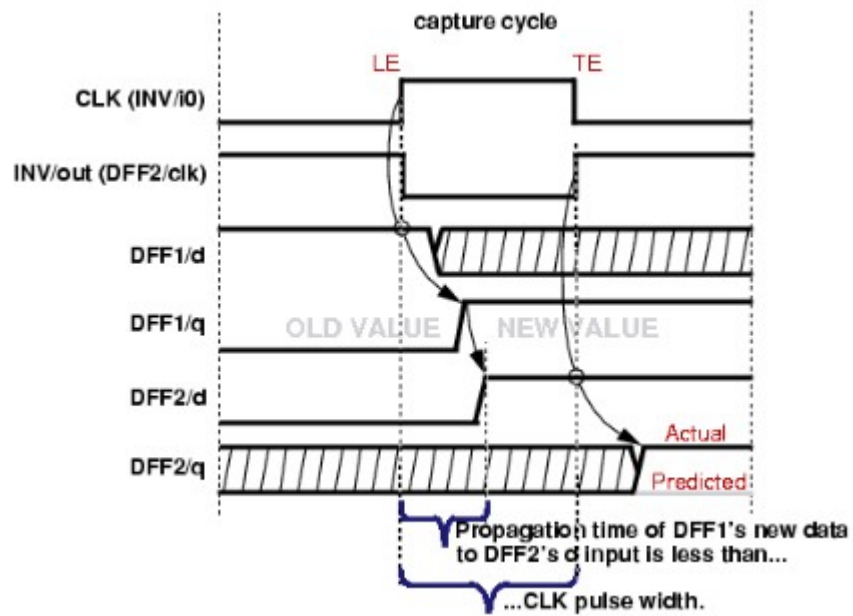 capture cycle
LE
TE
CLK (INV/i0)
INV/out (DFF2/clk)
DFF1/d
DFF1/q
OLD VALUE
NEW VALUE
DFF2/d
Actual
DFF2/q
Predicted
Propagation time of DFF1's new data
to DFF2's d input is less than...
...CLK pulse width.